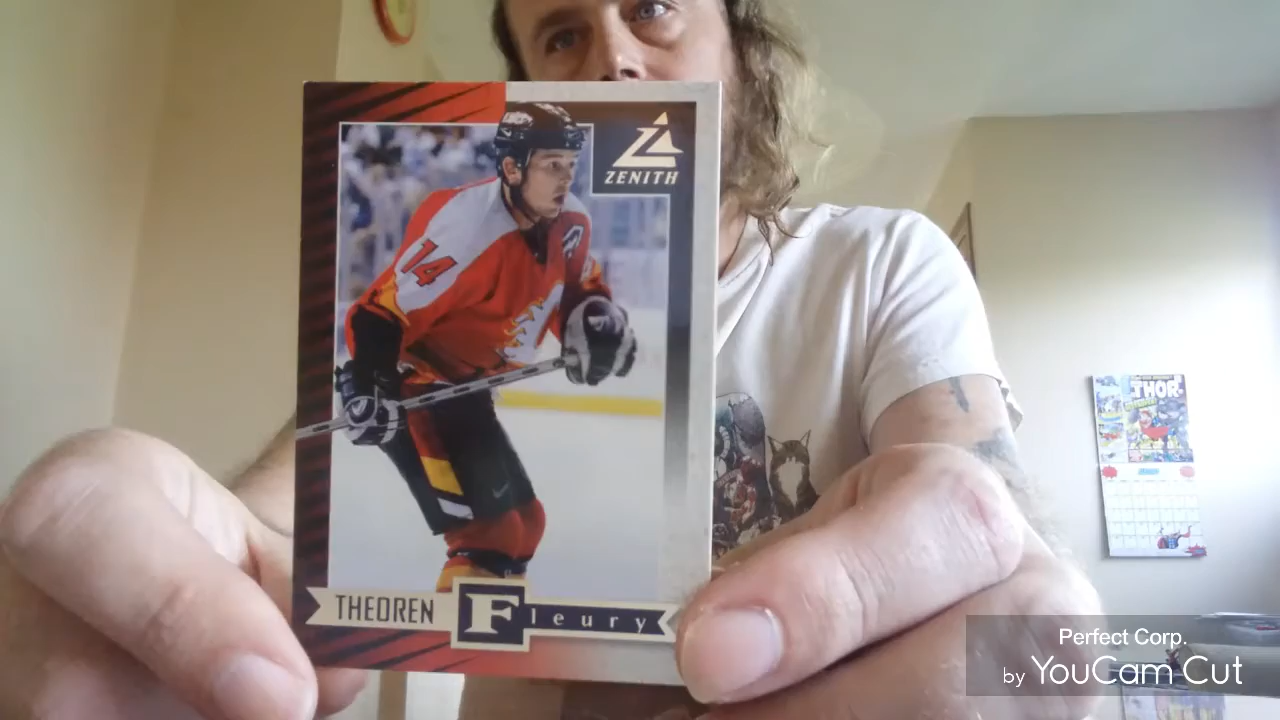 ZENITH
14
A
THEOREN Fleury
THOR
Perfect Corp.
by YouCam Cut